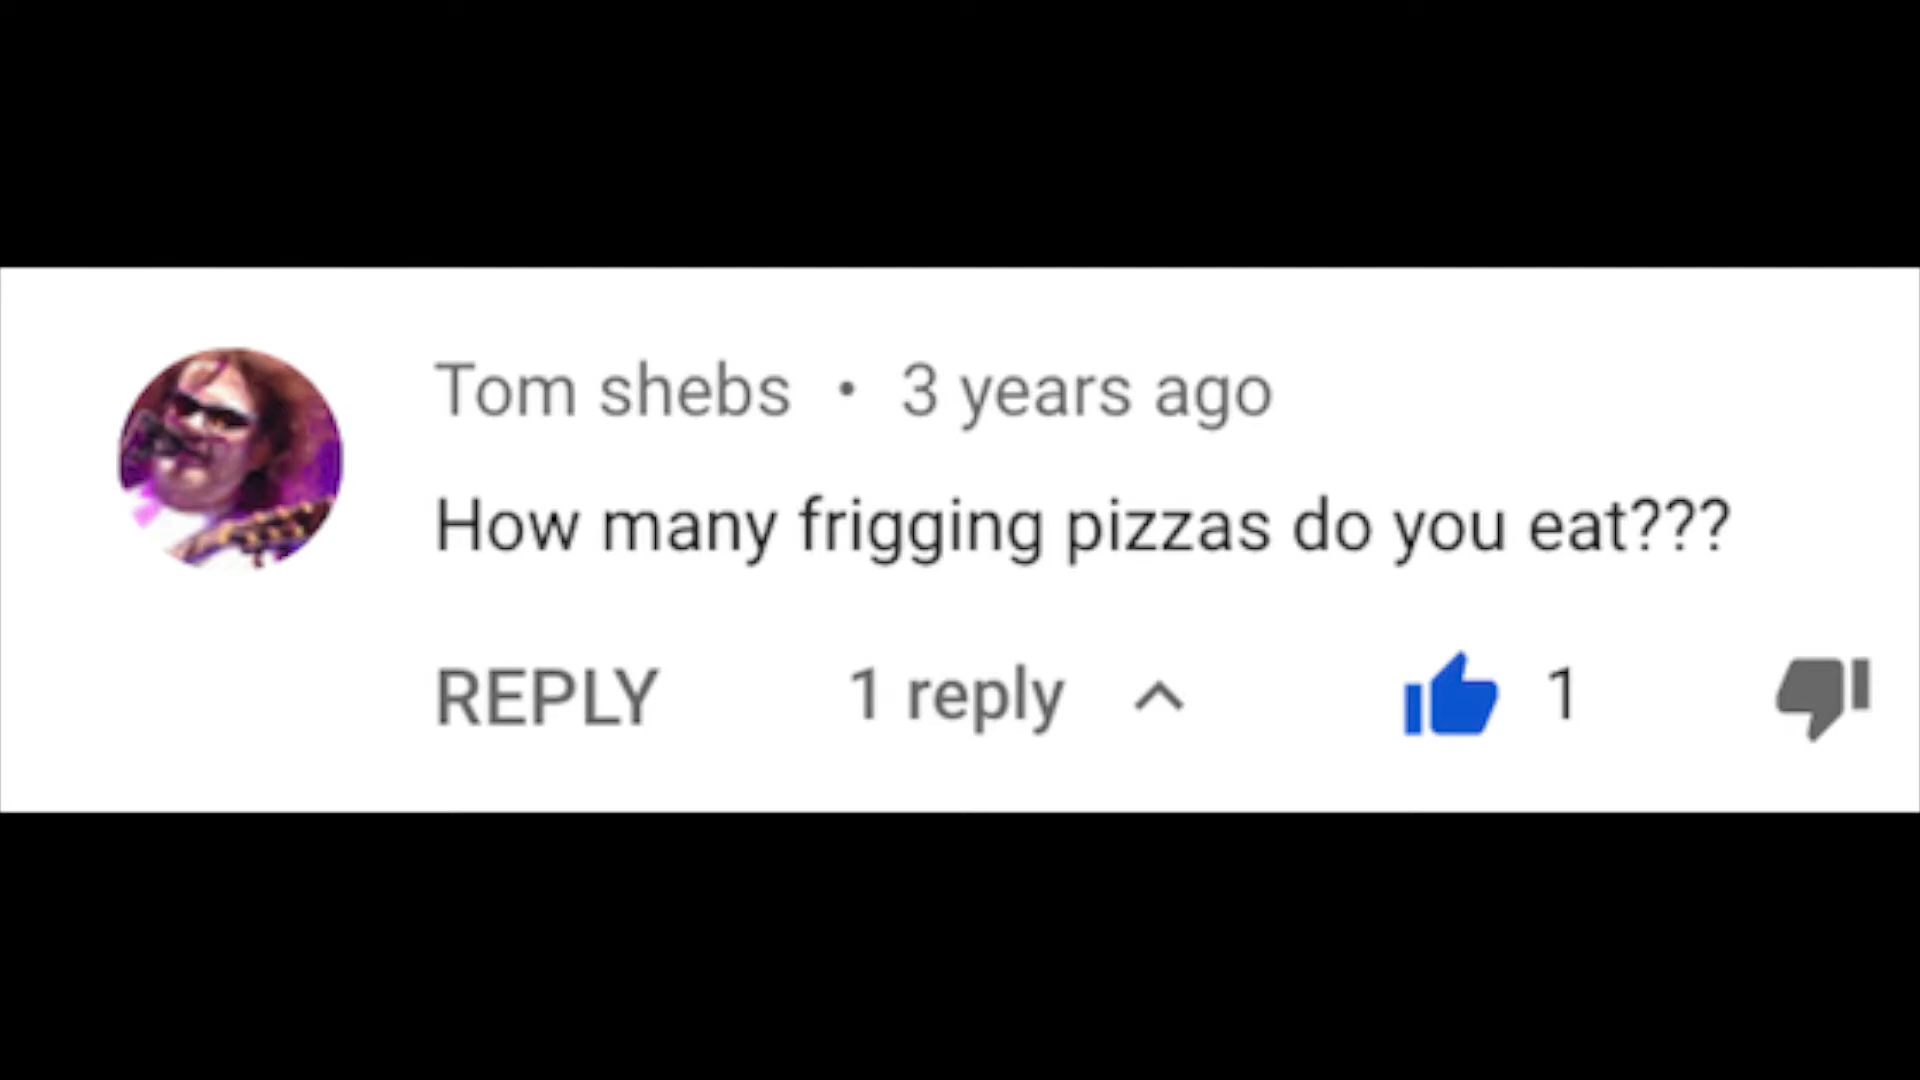 Tom shebs • 3 years ago
How many frigging pizzas do you eat???
REPLY 1 reply 1